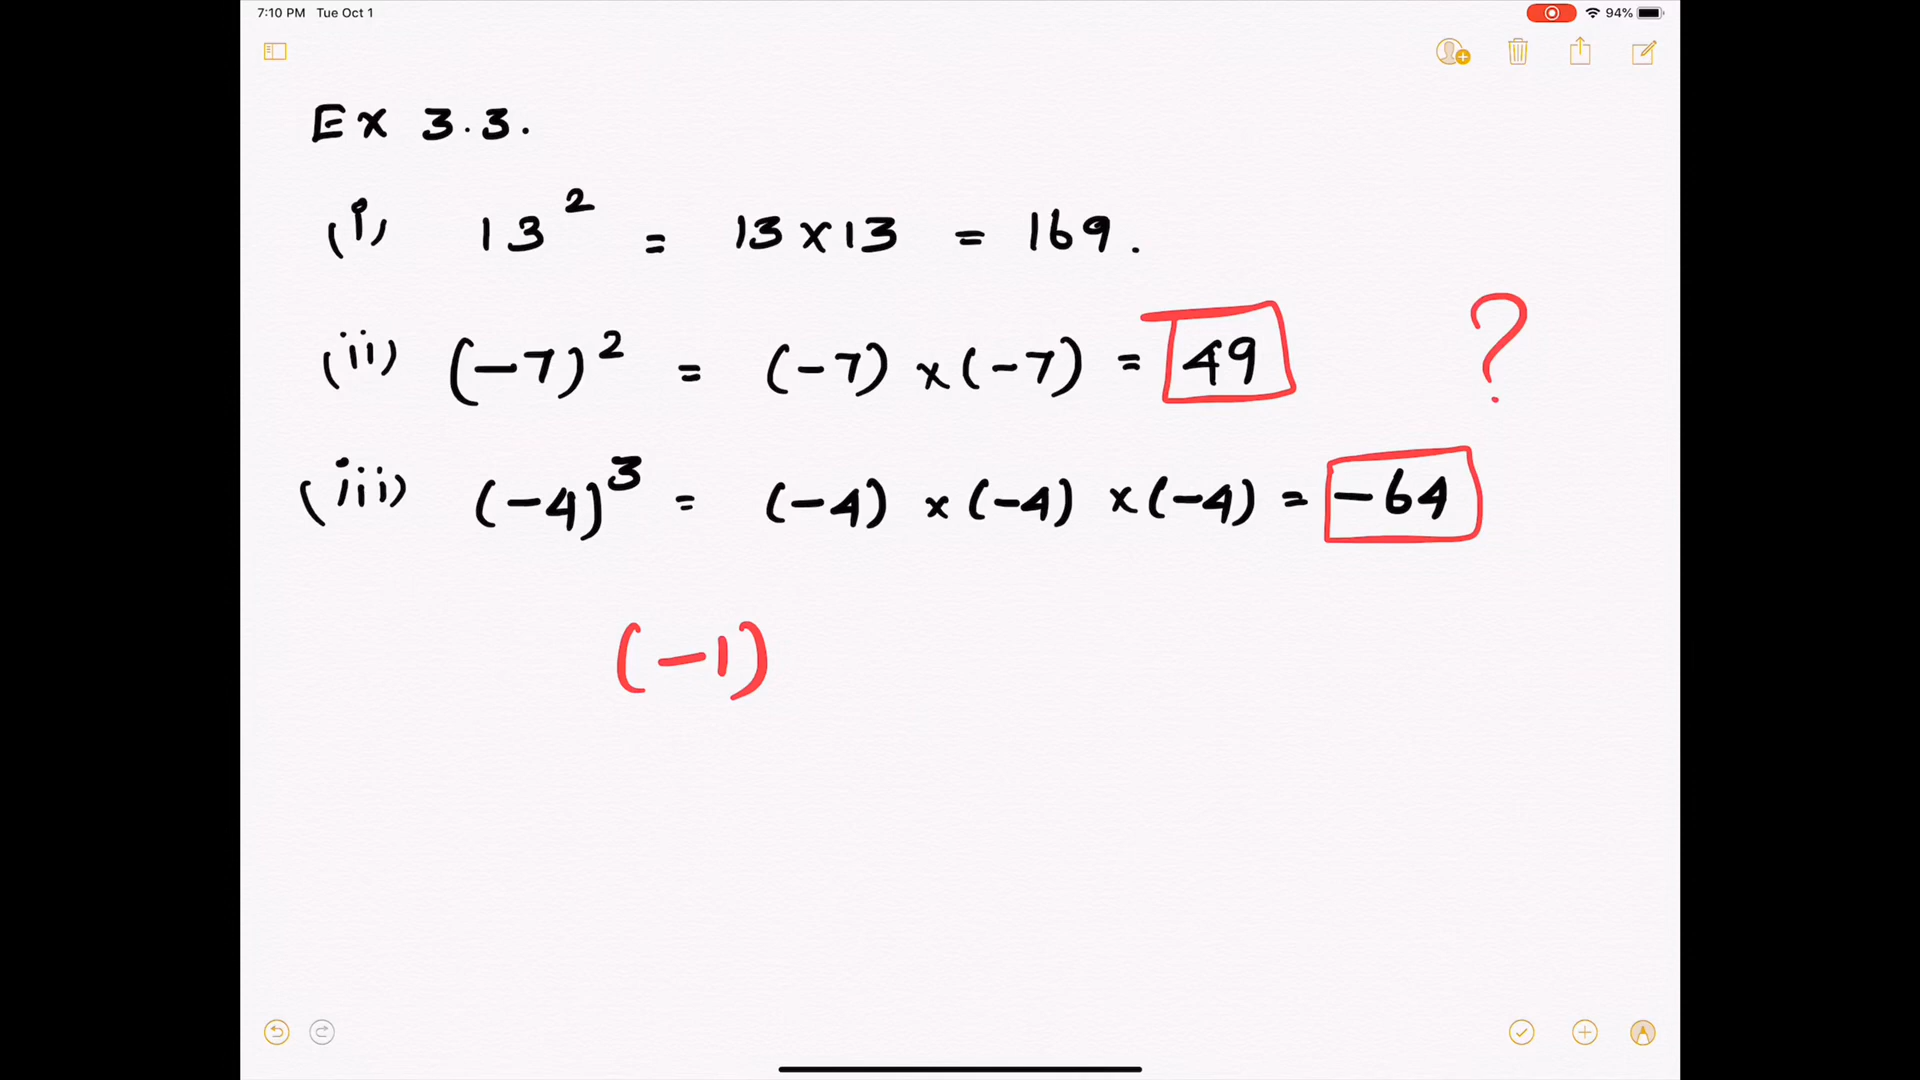 7:10 PM Tue Oct 1 94%
Ex 3.3.
(i) 13² = 13 x 13 = 169.
(ii) (-7)² = (-7) x (-7) = 49 ?
(iii) (-4)³ = (-4) x (-4) x (-4) = -64
(-1)